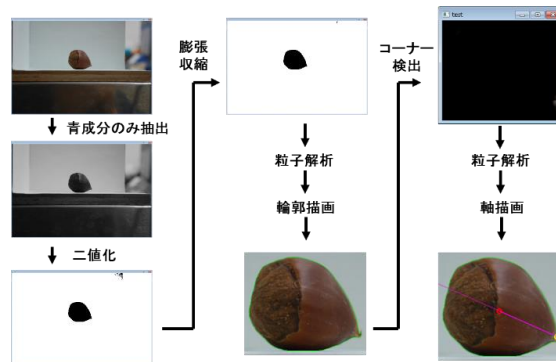 青成分のみ抽出
二値化
膨張
収縮
粒子解析
輪郭描画
コーナー
検出
test
粒子解析
軸描画